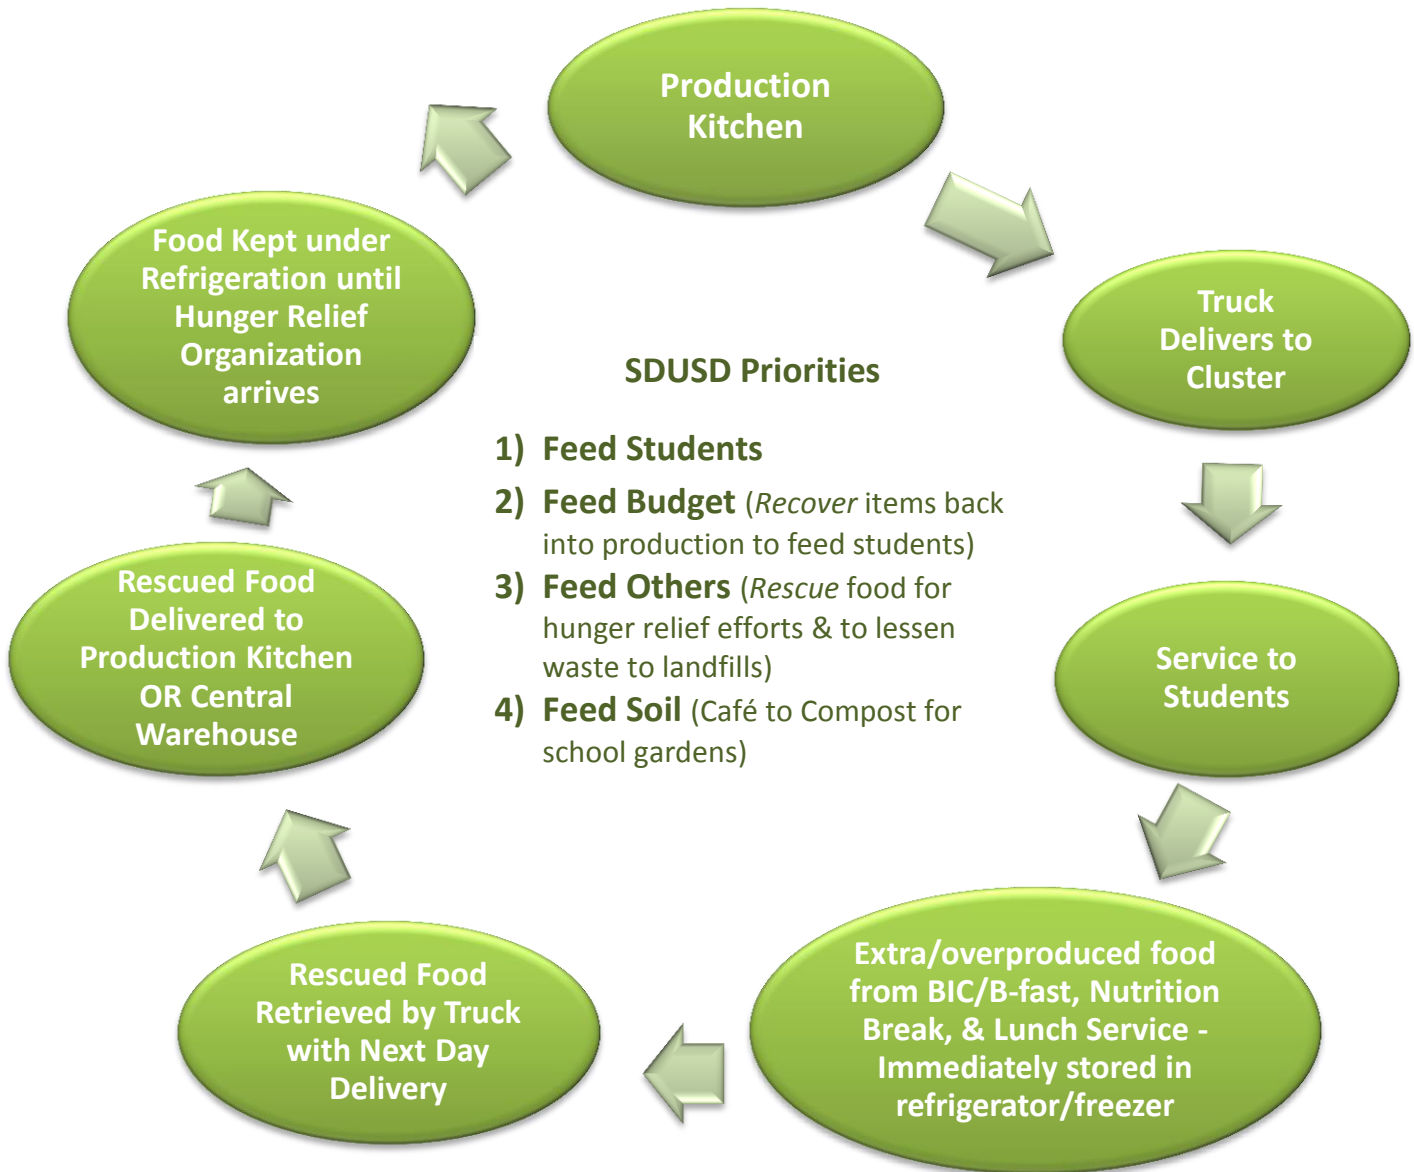 Production
Kitchen
Truck
Delivers to
Cluster
Service to
Students
Extra/overproduced food
from BIC/B-fast, Nutrition
Break, & Lunch Service -
Immediately stored in
refrigerator/freezer
Rescued Food
Retrieved by Truck
with Next Day
Delivery
Rescued Food
Delivered to
Production Kitchen
OR Central
Warehouse
Food Kept under
Refrigeration until
Hunger Relief
Organization
arrives
SDUSD Priorities
1) Feed Students
2) Feed Budget (Recover items back
into production to feed students)
3) Feed Others (Rescue food for
hunger relief efforts & to lessen
waste to landfills)
4) Feed Soil (Café to Compost for
school gardens)